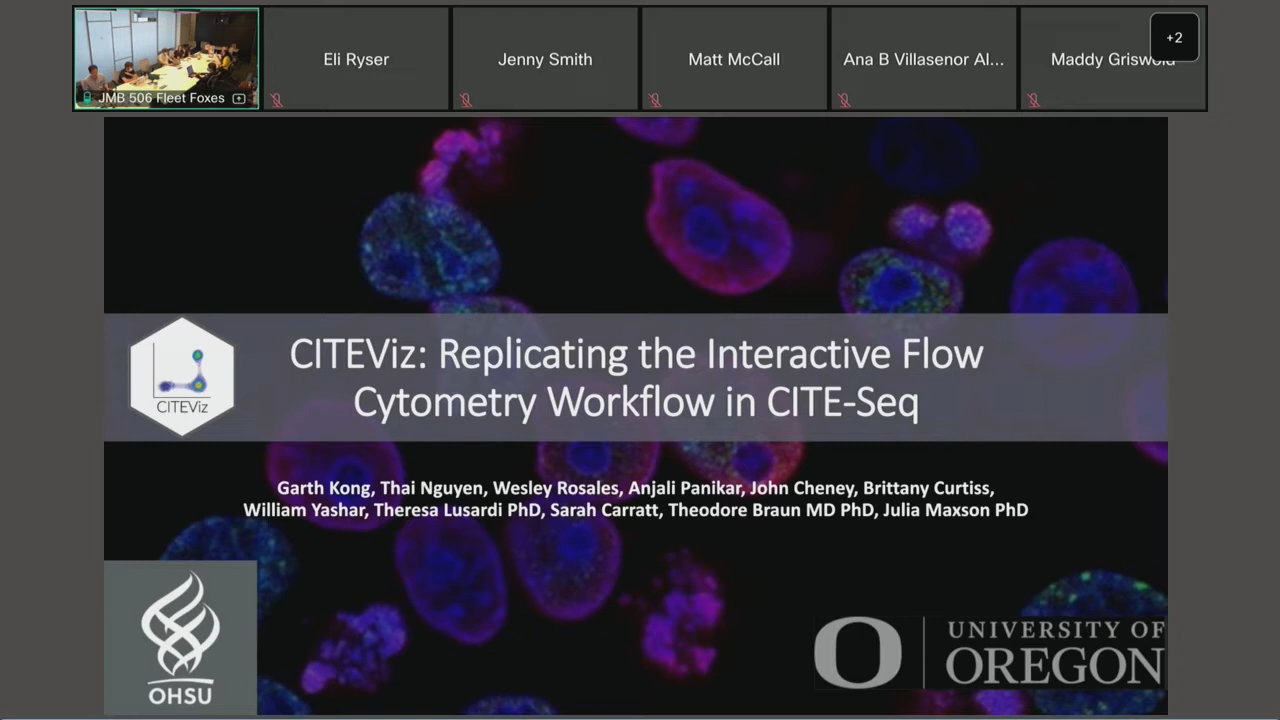 JMB 506 Fleet Foxes
Eli Ryser
Jenny Smith
Matt McCall
Ana B Villasenor Al...
Maddy Griswold
+2
CITEViz: Replicating the Interactive Flow
Cytometry Workflow in CITE-Seq
CITEViz
Garth Kong, Thai Nguyen, Wesley Rosales, Anjali Panikar, John Cheney, Brittany Curtiss,
William Yashar, Theresa Lusardi PhD, Sarah Carratt, Theodore Braun MD PhD, Julia Maxson PhD
OHSU
O
UNIVERSITY OF
OREGON